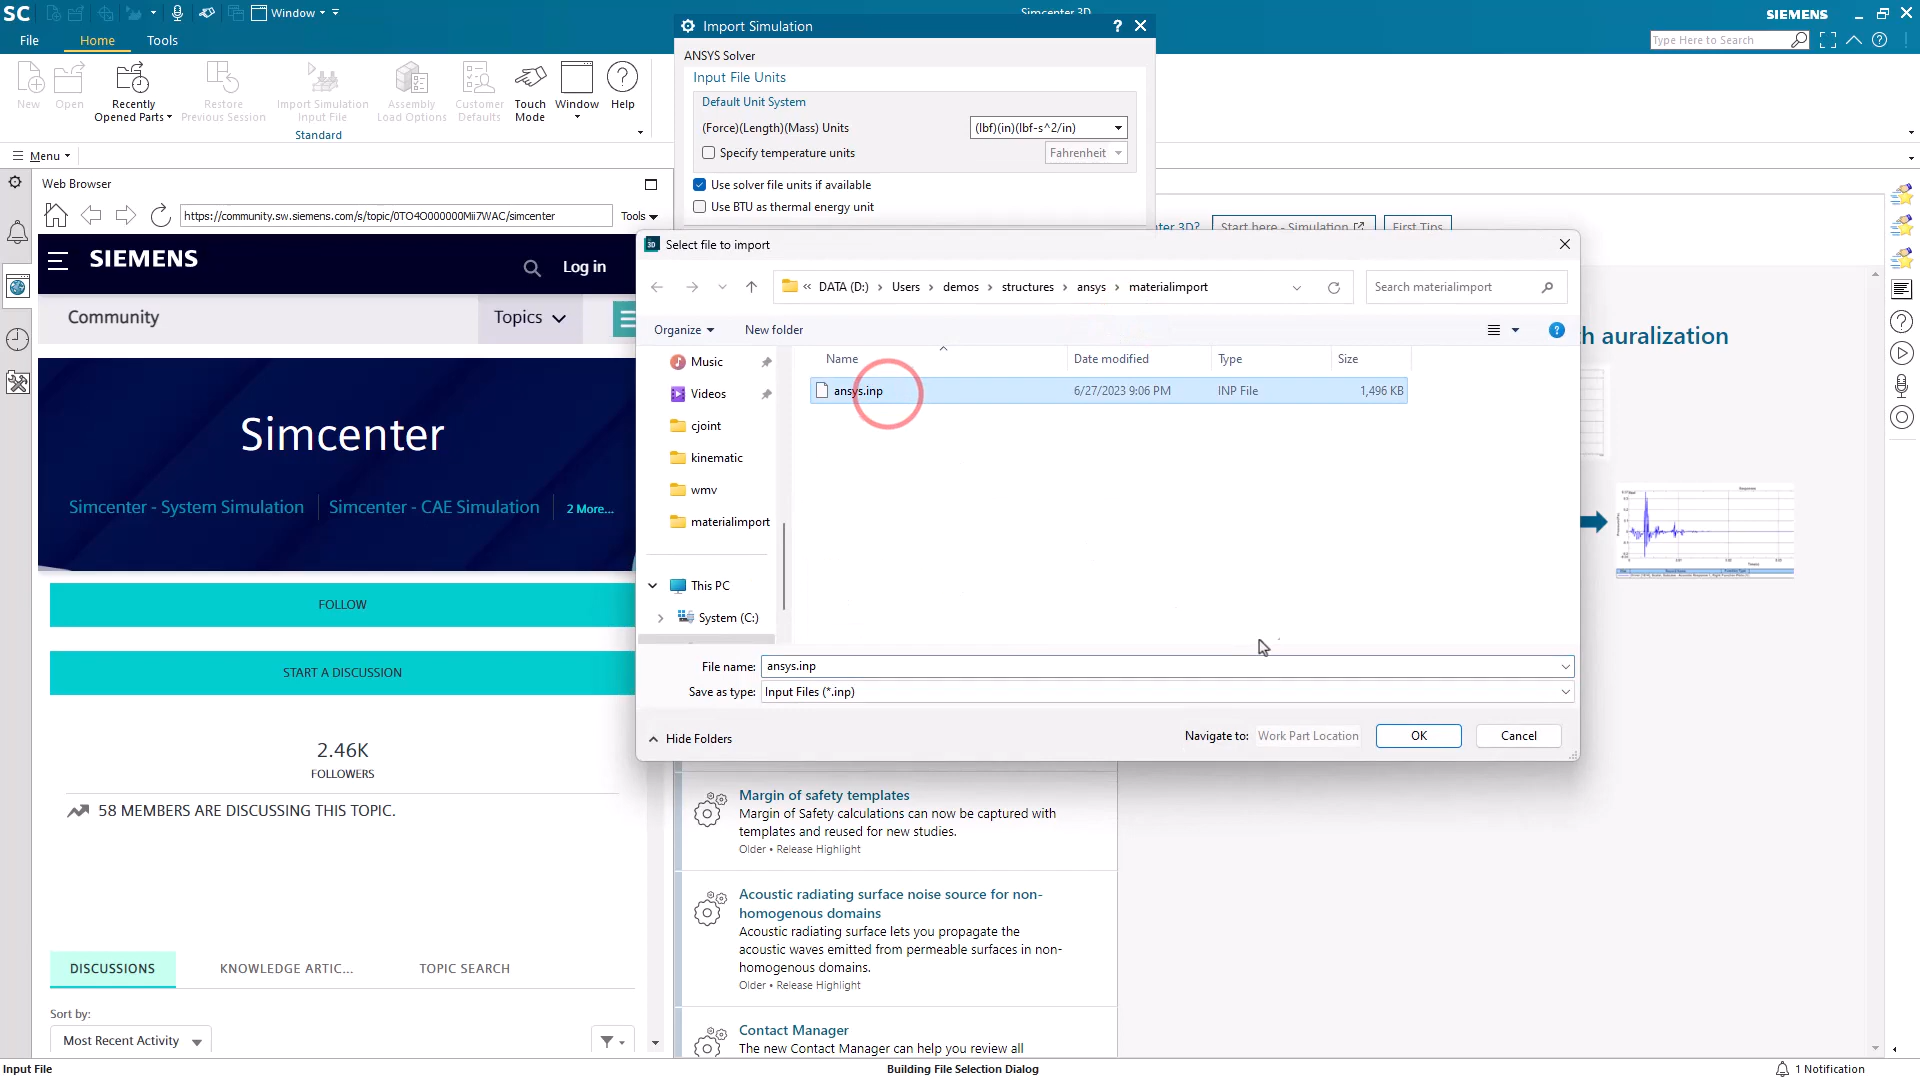 SC
Window
Simcenter 3D
SIEMENS
File
Home
Tools
Type Here to Search
New
Open
Recently
Opened Parts
Restore
Previous Session
Import Simulation
Input File
Assembly
Load Options
Customer
Defaults
Touch
Mode
Window
Help
Standard
Menu
Import Simulation
ANSYS Solver
Input File Units
Default Unit System
(Force)(Length)(Mass) Units
(lbf)(in)(lbf-s^2/in)
Specify temperature units
Fahrenheit
Use solver file units if available
Use BTU as thermal energy unit
Web Browser
https://community.sw.siemens.com/s/topic/0TO4O000000Mii7WAC/simcenter
Tools
SIEMENS
Log in
Community
Topics
Simcenter
Simcenter - System Simulation
Simcenter - CAE Simulation
2 More...
FOLLOW
START A DISCUSSION
2.46K
FOLLOWERS
58 MEMBERS ARE DISCUSSING THIS TOPIC.
DISCUSSIONS
KNOWLEDGE ARTIC...
TOPIC SEARCH
Sort by:
Most Recent Activity
nter 3D?
Start here - Simulation
First Tips
3D
Select file to import
« DATA (D:) › Users › demos › structures › ansys › materialimport
Search materialimport
Organize
New folder
Name
Date modified
Type
Size
ansys.inp
6/27/2023 9:06 PM
INP File
1,496 KB
Music
Videos
cjoint
kinematic
wmv
materialimport
This PC
System (C:)
File name:
ansys.inp
Save as type:
Input Files (*.inp)
Hide Folders
Navigate to:
Work Part Location
OK
Cancel
h auralization
Margin of safety templates
Margin of Safety calculations can now be captured with
templates and reused for new studies.
Older • Release Highlight
Acoustic radiating surface noise source for non-
homogenous domains
Acoustic radiating surface lets you propagate the
acoustic waves emitted from permeable surfaces in non-
homogenous domains.
Older • Release Highlight
Contact Manager
The new Contact Manager can help you review all
Input File
Building File Selection Dialog
1 Notification